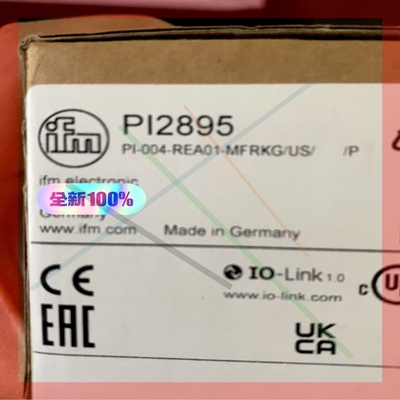 ifm
PI2895
PI-004-REA01-MFRKG/US/ /P
ifm electronic
全新100%
Germany
www.ifm.com Made in Germany
CE
IO-Link 1.0
www.io-link.com
c UL
EAC
UK
CA